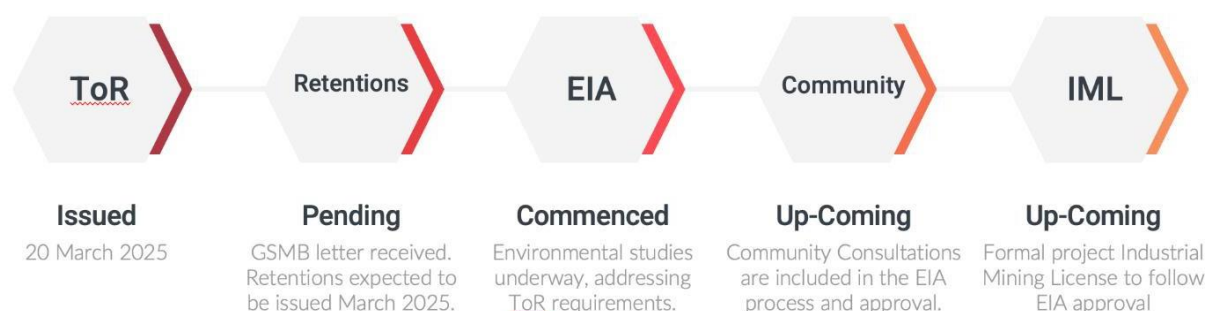 ToR
Retentions
EIA
Community
IML
Issued
20 March 2025
Pending
GSMB letter received.
Retentions expected to
be issued March 2025.
Commenced
Environmental studies
underway, addressing
ToR requirements.
Up-Coming
Community Consultations
are included in the EIA
process and approval.
Up-Coming
Formal project Industrial
Mining License to follow
EIA approval